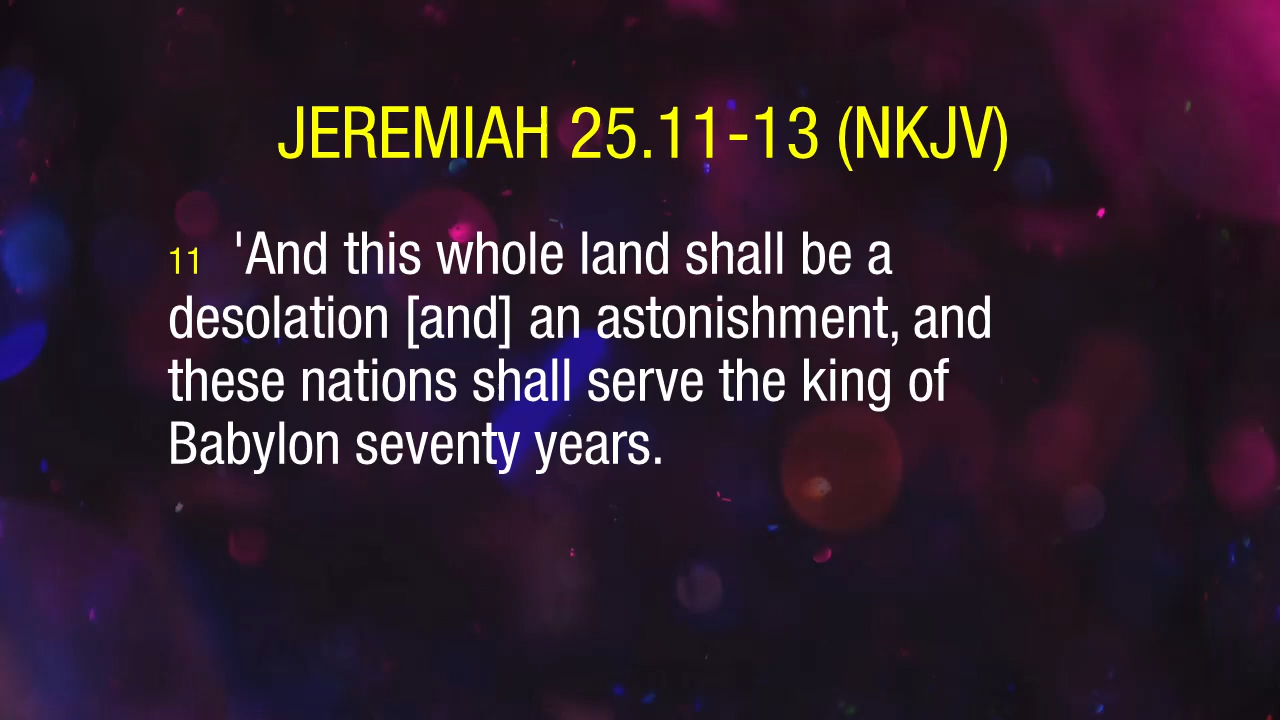 JEREMIAH 25.11-13 (NKJV)
11 'And this whole land shall be a
desolation [and] an astonishment, and
these nations shall serve the king of
Babylon seventy years.